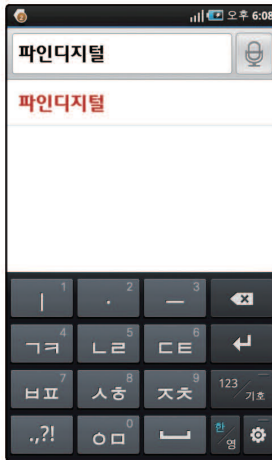 오후 6:08
파인디지털
파인디지털
ㅣ 1
· 2
ㅡ 3
ㄱㅋ 4
ㄴㄹ 5
ㄷㅌ 6
ㅂㅍ 7
ㅅㅎ 8
ㅈㅊ 9
123/기호
.,?!
ㅇㅁ 0
한/영